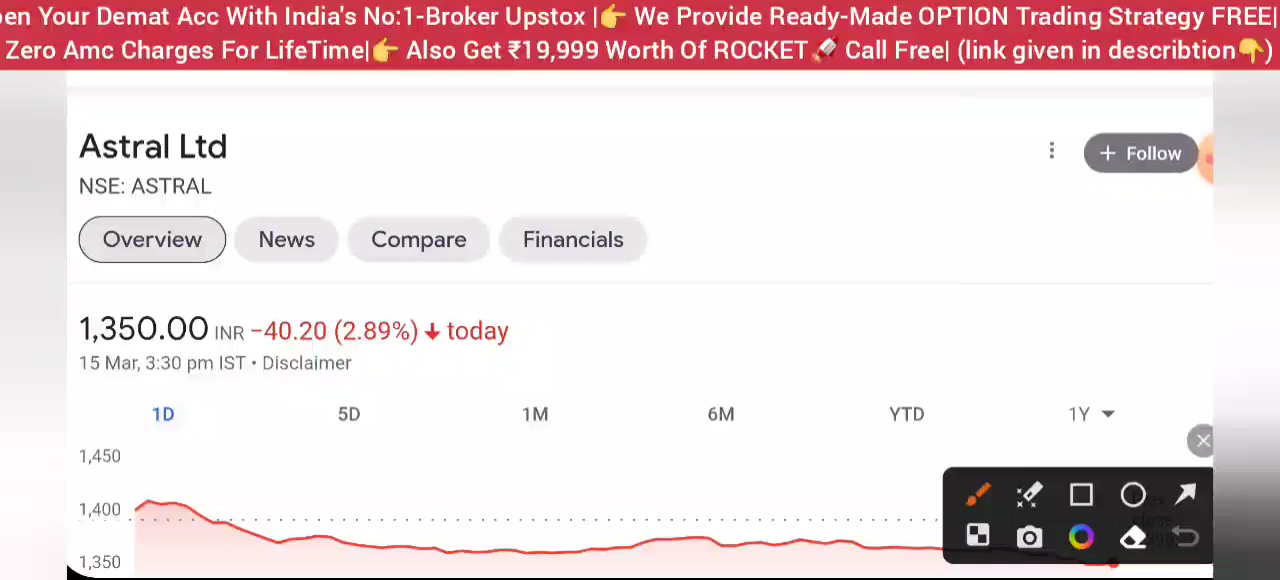 en Your Demat Acc With India's No:1-Broker Upstox |👉 We Provide Ready-Made OPTION Trading Strategy FREE|
Zero Amc Charges For LifeTime|👉 Also Get ₹19,999 Worth Of ROCKET🚀 Call Free| (link given in describtion👇)
Astral Ltd
+ Follow
NSE: ASTRAL
Overview News Compare Financials
1,350.00 INR −40.20 (2.89%) ↓ today
15 Mar, 3:30 pm IST • Disclaimer
1D 5D 1M 6M YTD 1Y
1,450
1,400
1,350